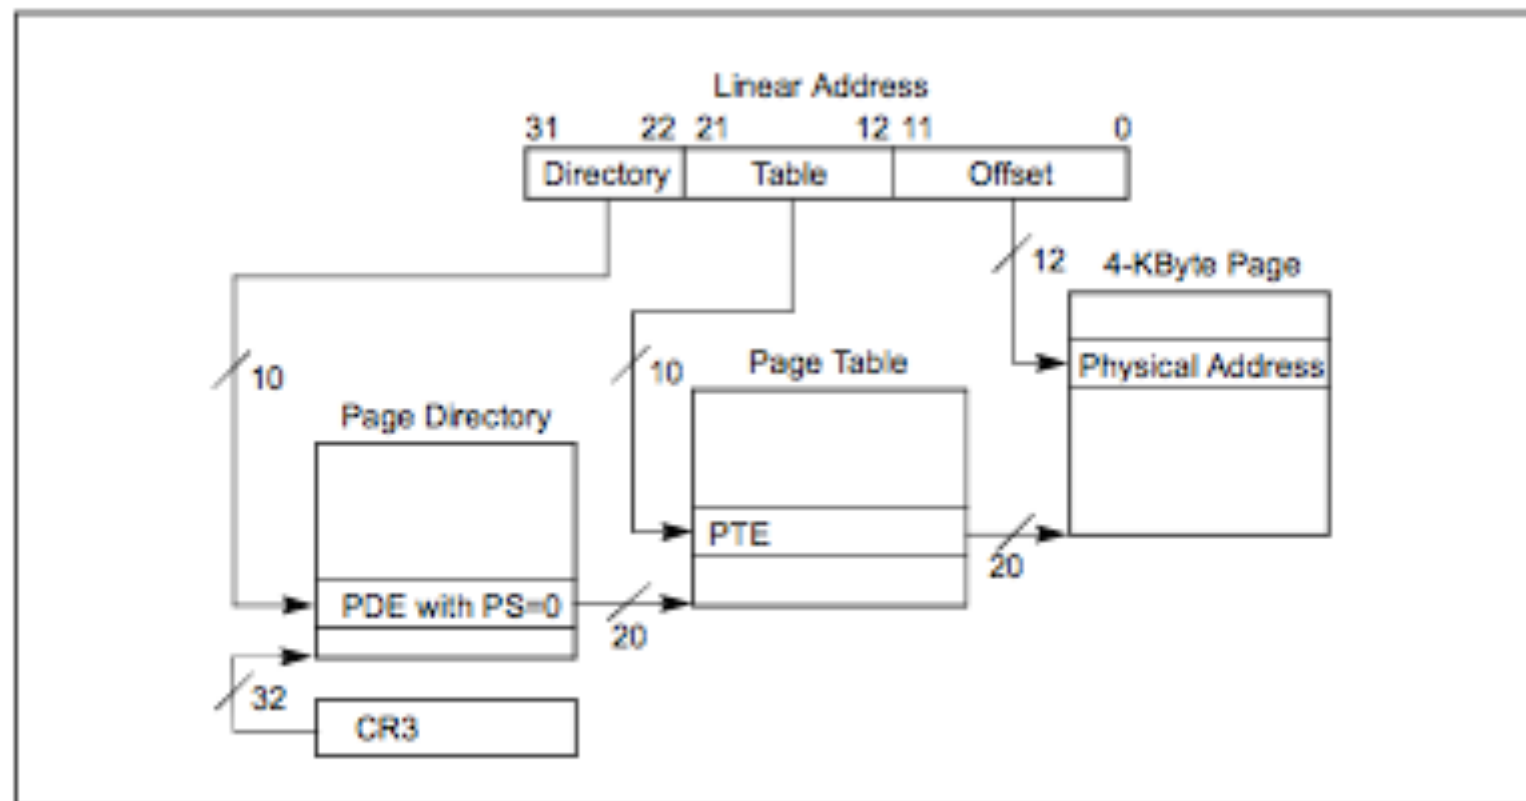 Linear Address
31 22 21 12 11 0
Directory Table Offset
12
4-KByte Page
Physical Address
10
10
Page Table
Page Directory
PTE
20
PDE with PS=0
20
32
CR3